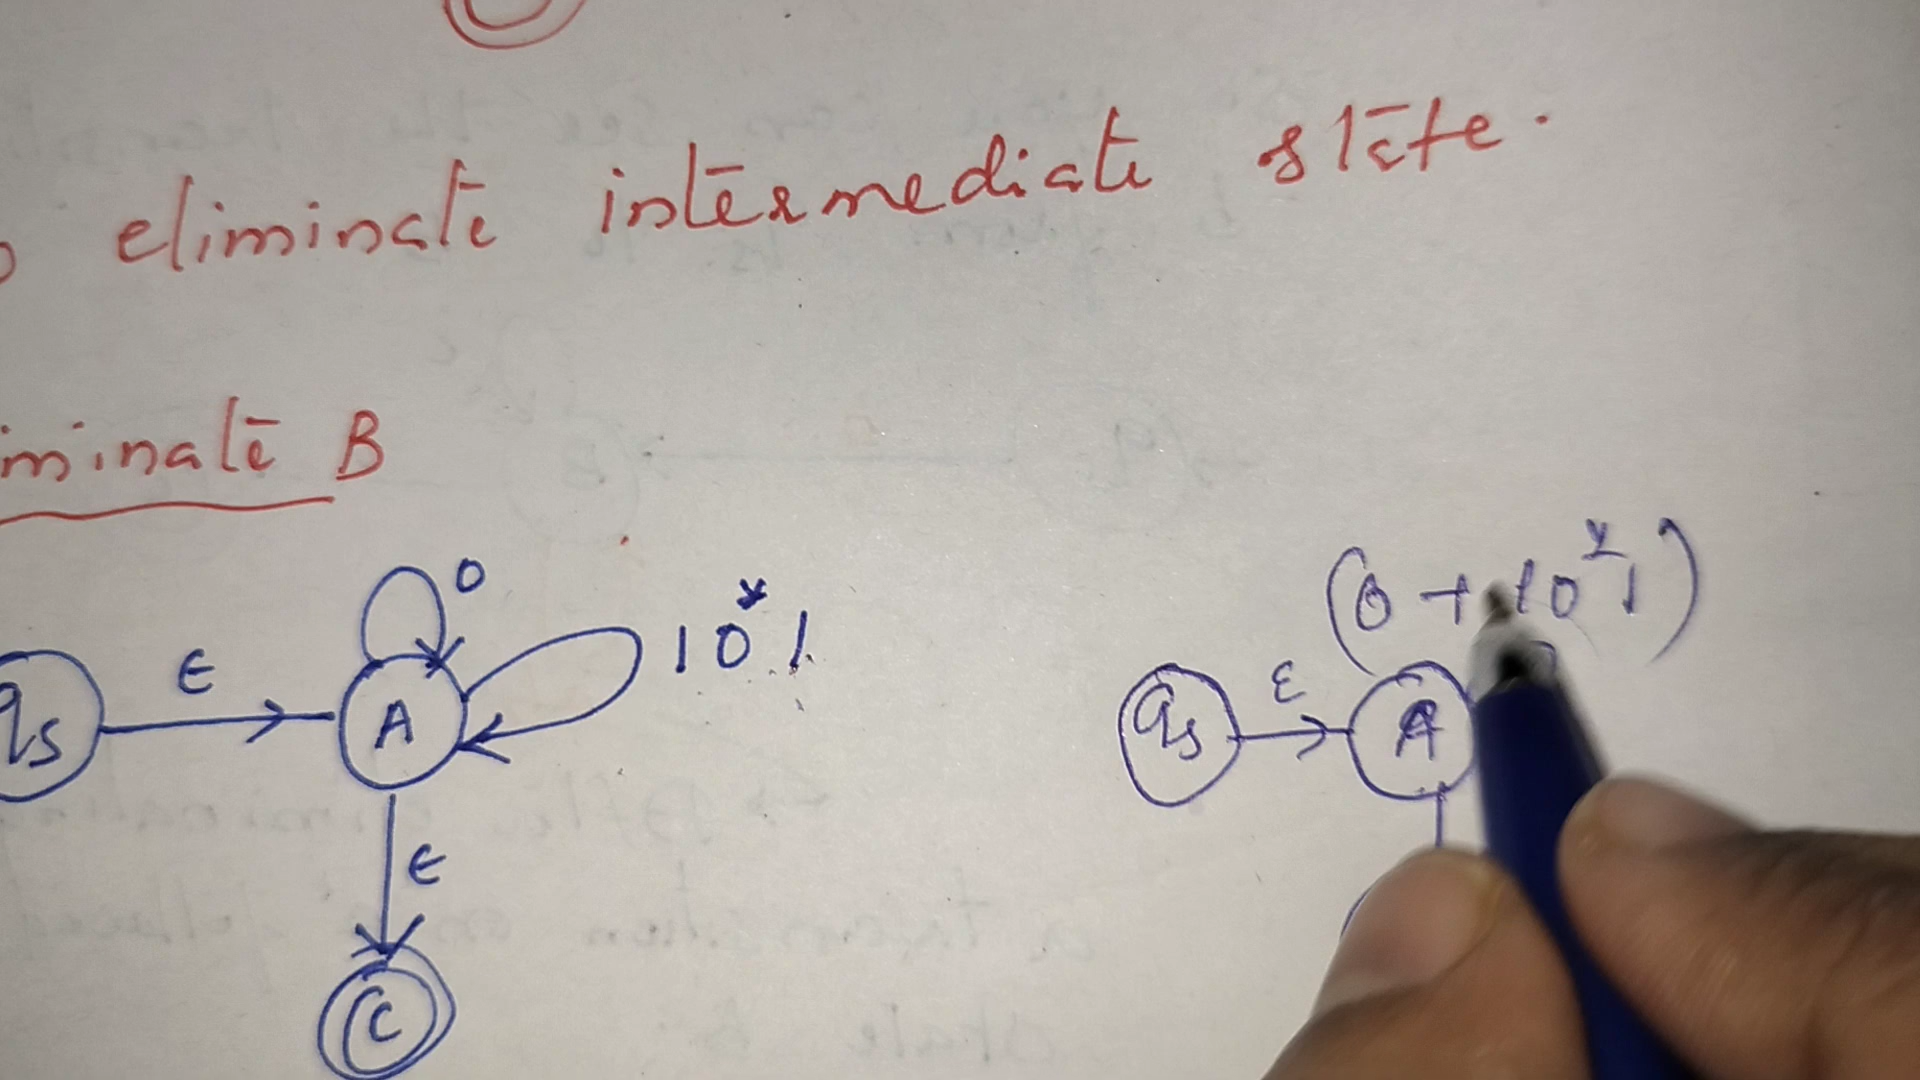 eliminate intermediate state.
iminate B
0
10*1
qs
ε
A
ε
C
(0 + 10*1)
qs
ε
A